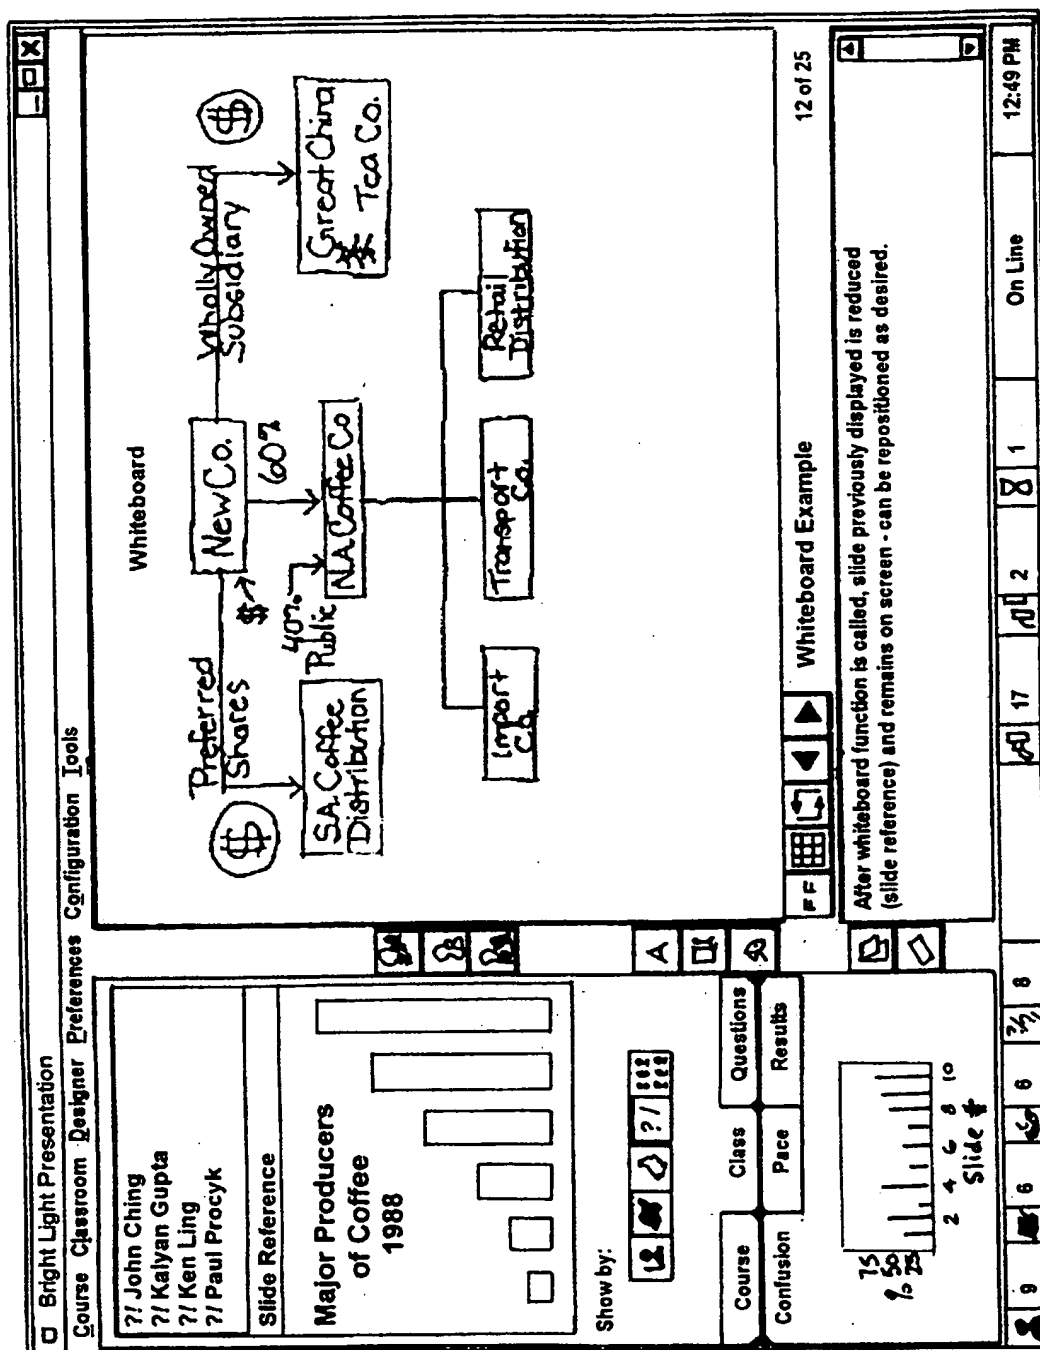 Bright Light Presentation
Course Classroom Designer Preferences Configuration Tools
?/ John Ching
?/ Kalyan Gupta
?/ Ken Ling
?/ Paul Procyk
Slide Reference
Major Producers
of Coffee
1988
Show by:
?/
Course
Class
Questions
Confusion
Pace
Results
75
% 50
25
2 4 6 8 10
Slide #
A
Whiteboard
Preferred
Shares
$
New Co.
Wholly Owned
Subsidiary
$
$
60%
40%
Public
S.A. Coffee
Distribution
N.A. Coffee Co
Great China
Tea Co.
Import
Co.
Transport
Co.
Retail
Distribution
FF
Whiteboard Example
12 of 25
After whiteboard function is called, slide previously displayed is reduced
(slide reference) and remains on screen - can be repositioned as desired.
9
6
6
?/,
8
17
2
1
On Line
12:49 PM